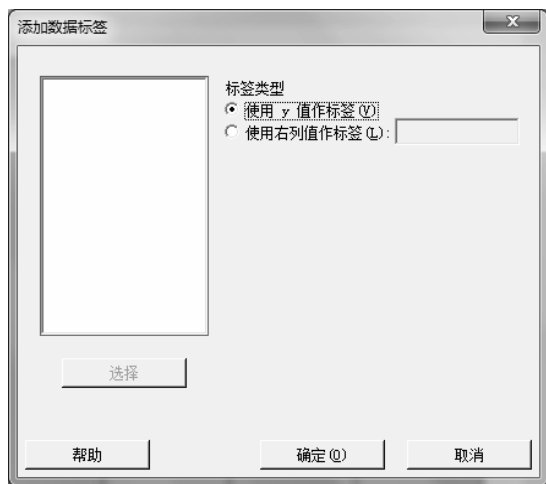 添加数据标签
标签类型
使用 y 值作标签(V)
使用右列值作标签(L):
选择
帮助
确定(O)
取消